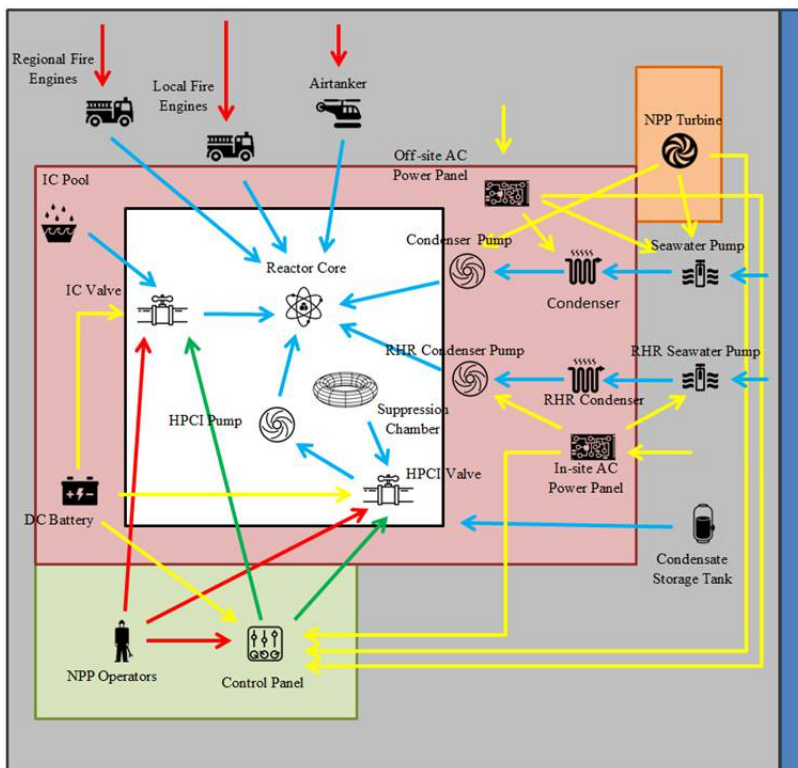 Regional Fire
Engines
Local Fire
Engines
Airtanker
NPP Turbine
IC Pool
Off-site AC
Power Panel
Condenser Pump
Seawater Pump
Reactor Core
IC Valve
Condenser
RHR Condenser Pump
RHR Seawater Pump
Suppression
Chamber
RHR Condenser
HPCI Pump
HPCI Valve
In-site AC
Power Panel
DC Battery
Condensate
Storage Tank
NPP Operators
Control Panel